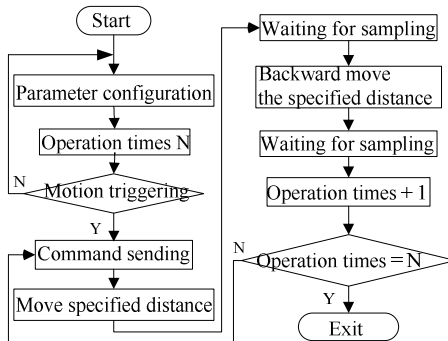 Start
Parameter configuration
Operation times N
N
Motion triggering
Y
Command sending
Move specified distance
Waiting for sampling
Backward move
the specified distance
Waiting for sampling
Operation times + 1
N
Operation times = N
Y
Exit